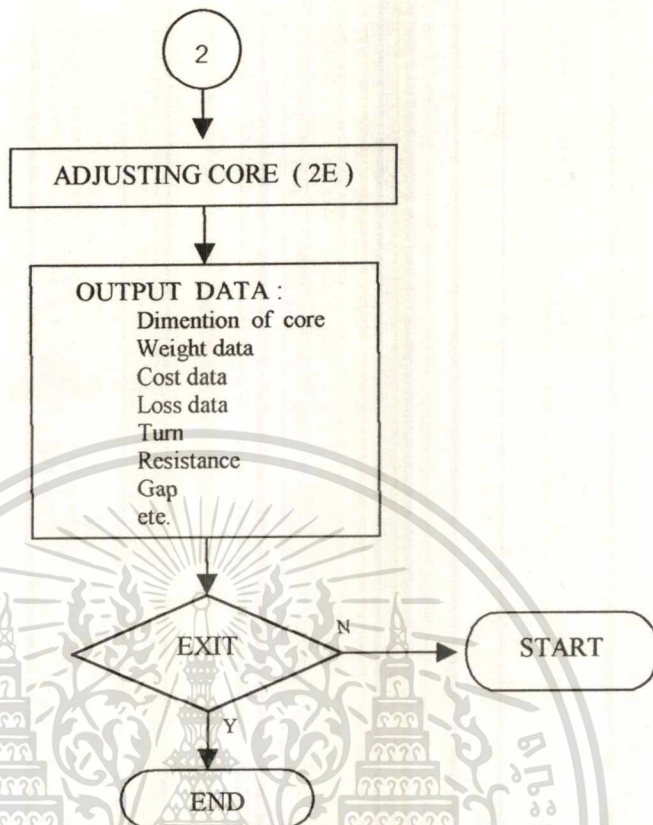 2
ADJUSTING CORE ( 2E )
OUTPUT DATA :
Dimention of core
Weight data
Cost data
Loss data
Turn
Resistance
Gap
ete.
EXIT
N
START
Y
END